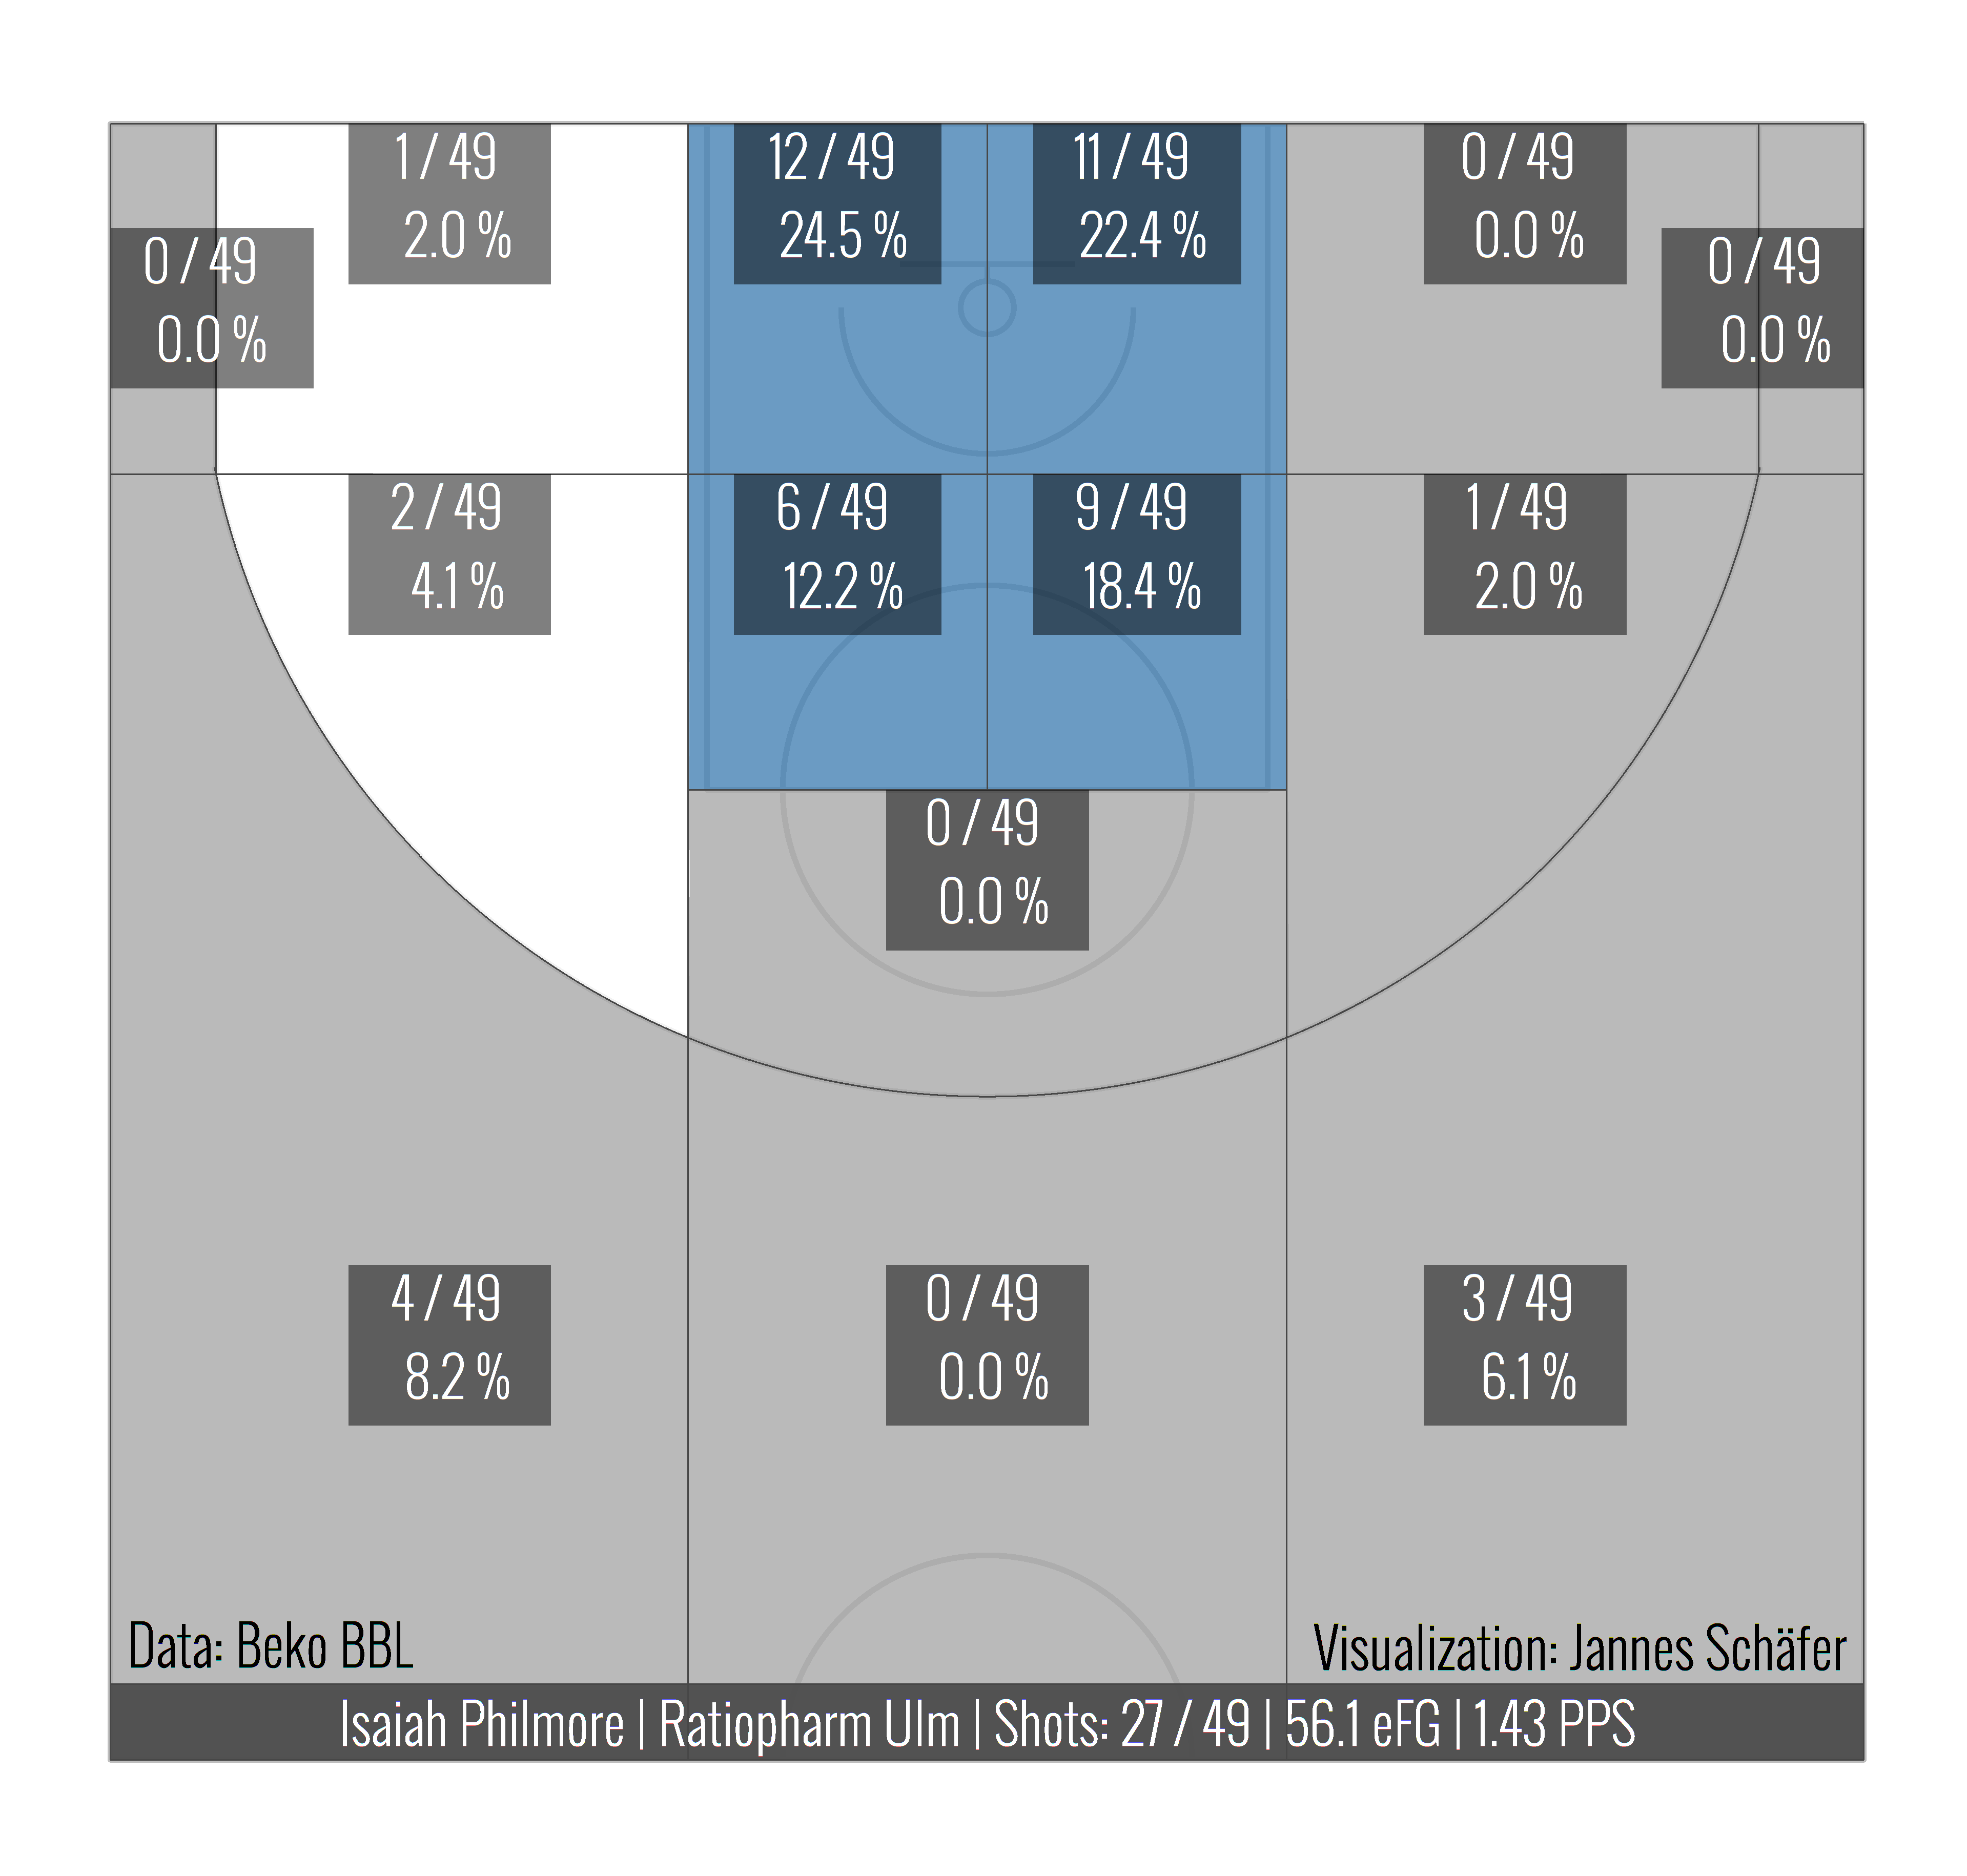 1 / 49
2.0 %
12 / 49
24.5 %
11 / 49
22.4 %
0 / 49
0.0 %
0 / 49
0.0 %
0 / 49
0.0 %
2 / 49
4.1 %
6 / 49
12.2 %
9 / 49
18.4 %
1 / 49
2.0 %
0 / 49
0.0 %
4 / 49
8.2 %
0 / 49
0.0 %
3 / 49
6.1 %
Data: Beko BBL
Visualization: Jannes Schäfer
Isaiah Philmore | Ratiopharm Ulm | Shots: 27 / 49 | 56.1 eFG | 1.43 PPS